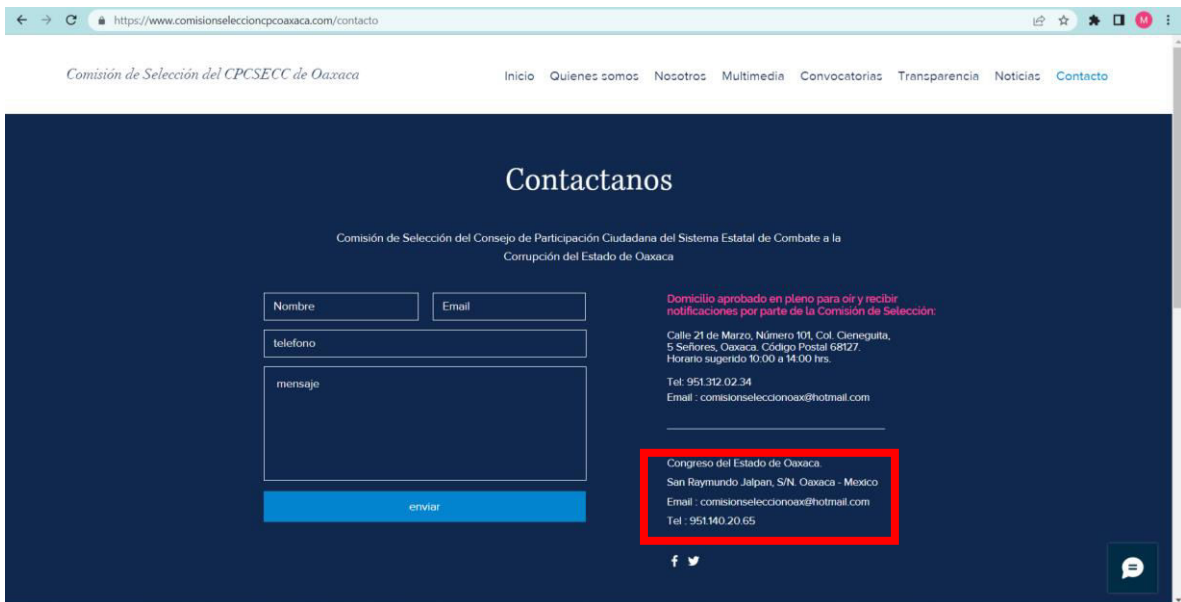 https://www.comisionseleccioncpcoaxaca.com/contacto
M
Comisión de Selección del CPCSECC de Oaxaca
Inicio Quienes somos Nosotros Multimedia Convocatorias Transparencia Noticias Contacto
Contactanos
Comisión de Selección del Consejo de Participación Ciudadana del Sistema Estatal de Combate a la
Corrupción del Estado de Oaxaca
Nombre
Email
telefono
mensaje
enviar
Domicilio aprobado en pleno para oír y recibir
notificaciones por parte de la Comisión de Selección:
Calle 21 de Marzo, Número 101, Col. Cieneguita,
5 Señores, Oaxaca. Código Postal 68127.
Horario sugerido 10:00 a 14:00 hrs.
Tel: 951.312.02.34
Email : comisionseleccionoax@hotmail.com
Congreso del Estado de Oaxaca.
San Raymundo Jalpan, S/N. Oaxaca - Mexico
Email : comisionseleccionoax@hotmail.com
Tel : 951.140.20.65